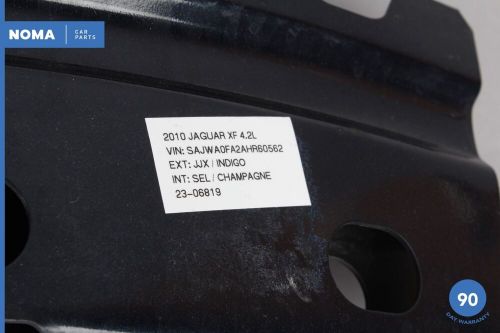 NOMA
CAR
PARTS
2010 JAGUAR XF 4.2L
VIN: SAJWA0FA2AHR60562
EXT: JJX / INDIGO
INT: SEL / CHAMPAGNE
23-06819
90
DAY WARRANTY